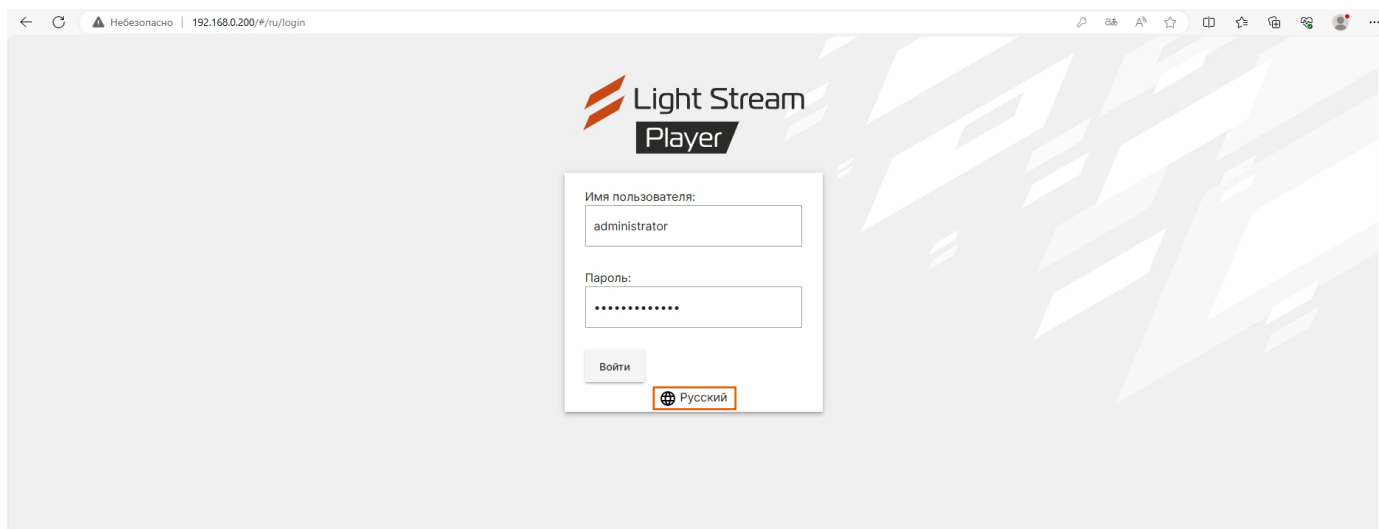 Небезопасно | 192.168.0.200/#/ru/login
Light Stream
Player
Имя пользователя:
administrator
Пароль:
•••••••••••••
Войти
Русский